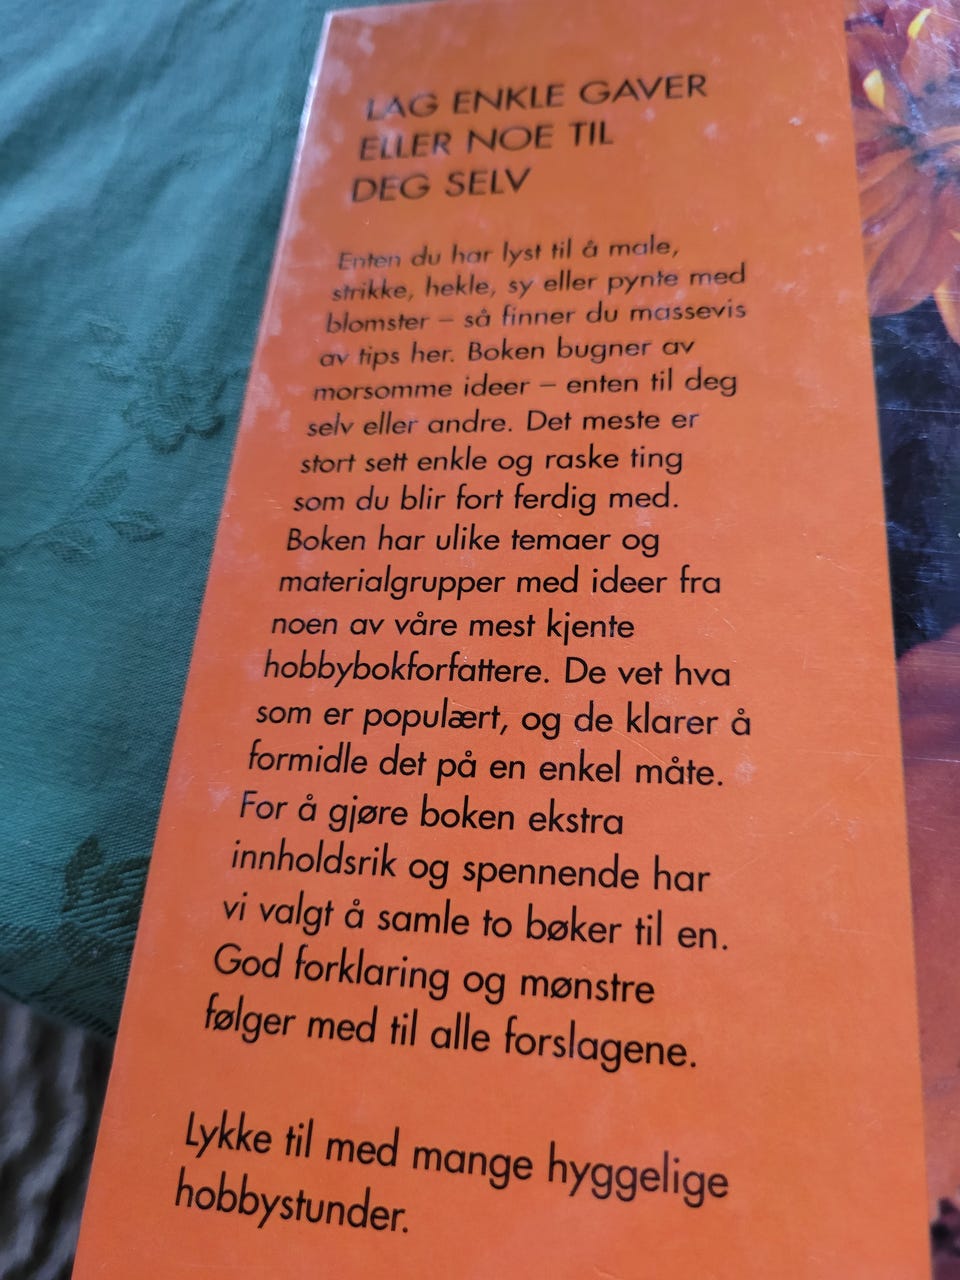 LAG ENKLE GAVER
ELLER NOE TIL
DEG SELV
Enten du har lyst til å male,
strikke, hekle, sy eller pynte med
blomster – så finner du massevis
av tips her. Boken bugner av
morsomme ideer – enten til deg
selv eller andre. Det meste er
stort sett enkle og raske ting
som du blir fort ferdig med.
Boken har ulike temaer og
materialgrupper med ideer fra
noen av våre mest kjente
hobbybokforfattere. De vet hva
som er populært, og de klarer å
formidle det på en enkel måte.
For å gjøre boken ekstra
innholdsrik og spennende har
vi valgt å samle to bøker til en.
God forklaring og mønstre
følger med til alle forslagene.
Lykke til med mange hyggelige
hobbystunder.